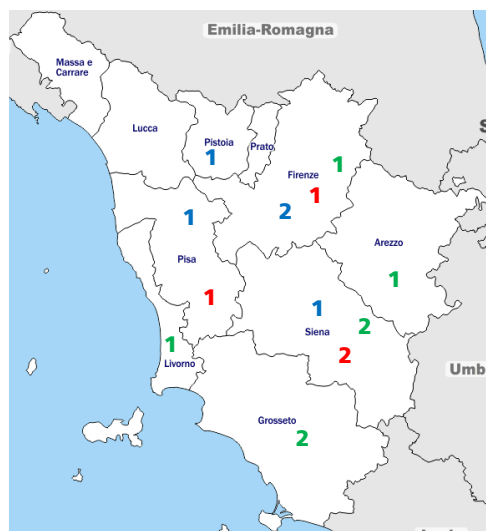 Emilia-Romagna
Massa e
Carrare
Lucca
Pistoia
1
Prato
Firenze
1
1
2
1
Pisa
1
Arezzo
1
1
Siena
2
2
1
Livorno
Grosseto
2
Umb